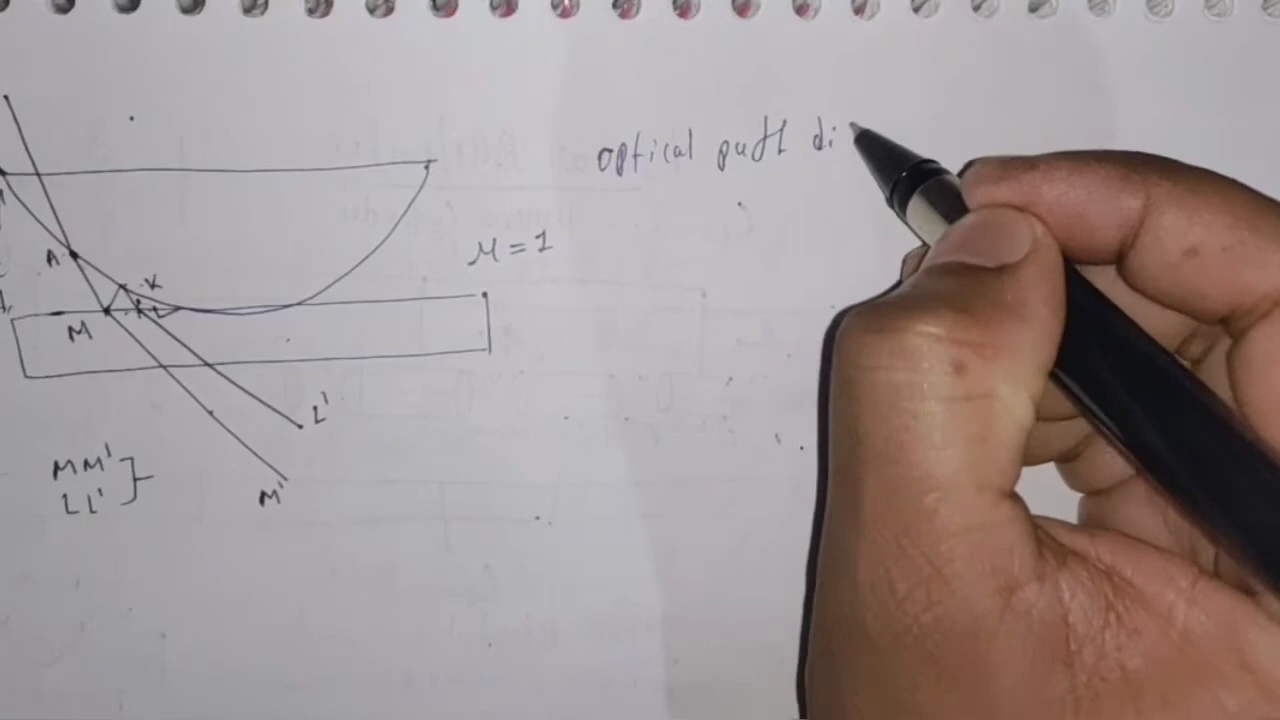 optical path di
A
K
μ = 1
L
M
L'
MM'
LL'
M'